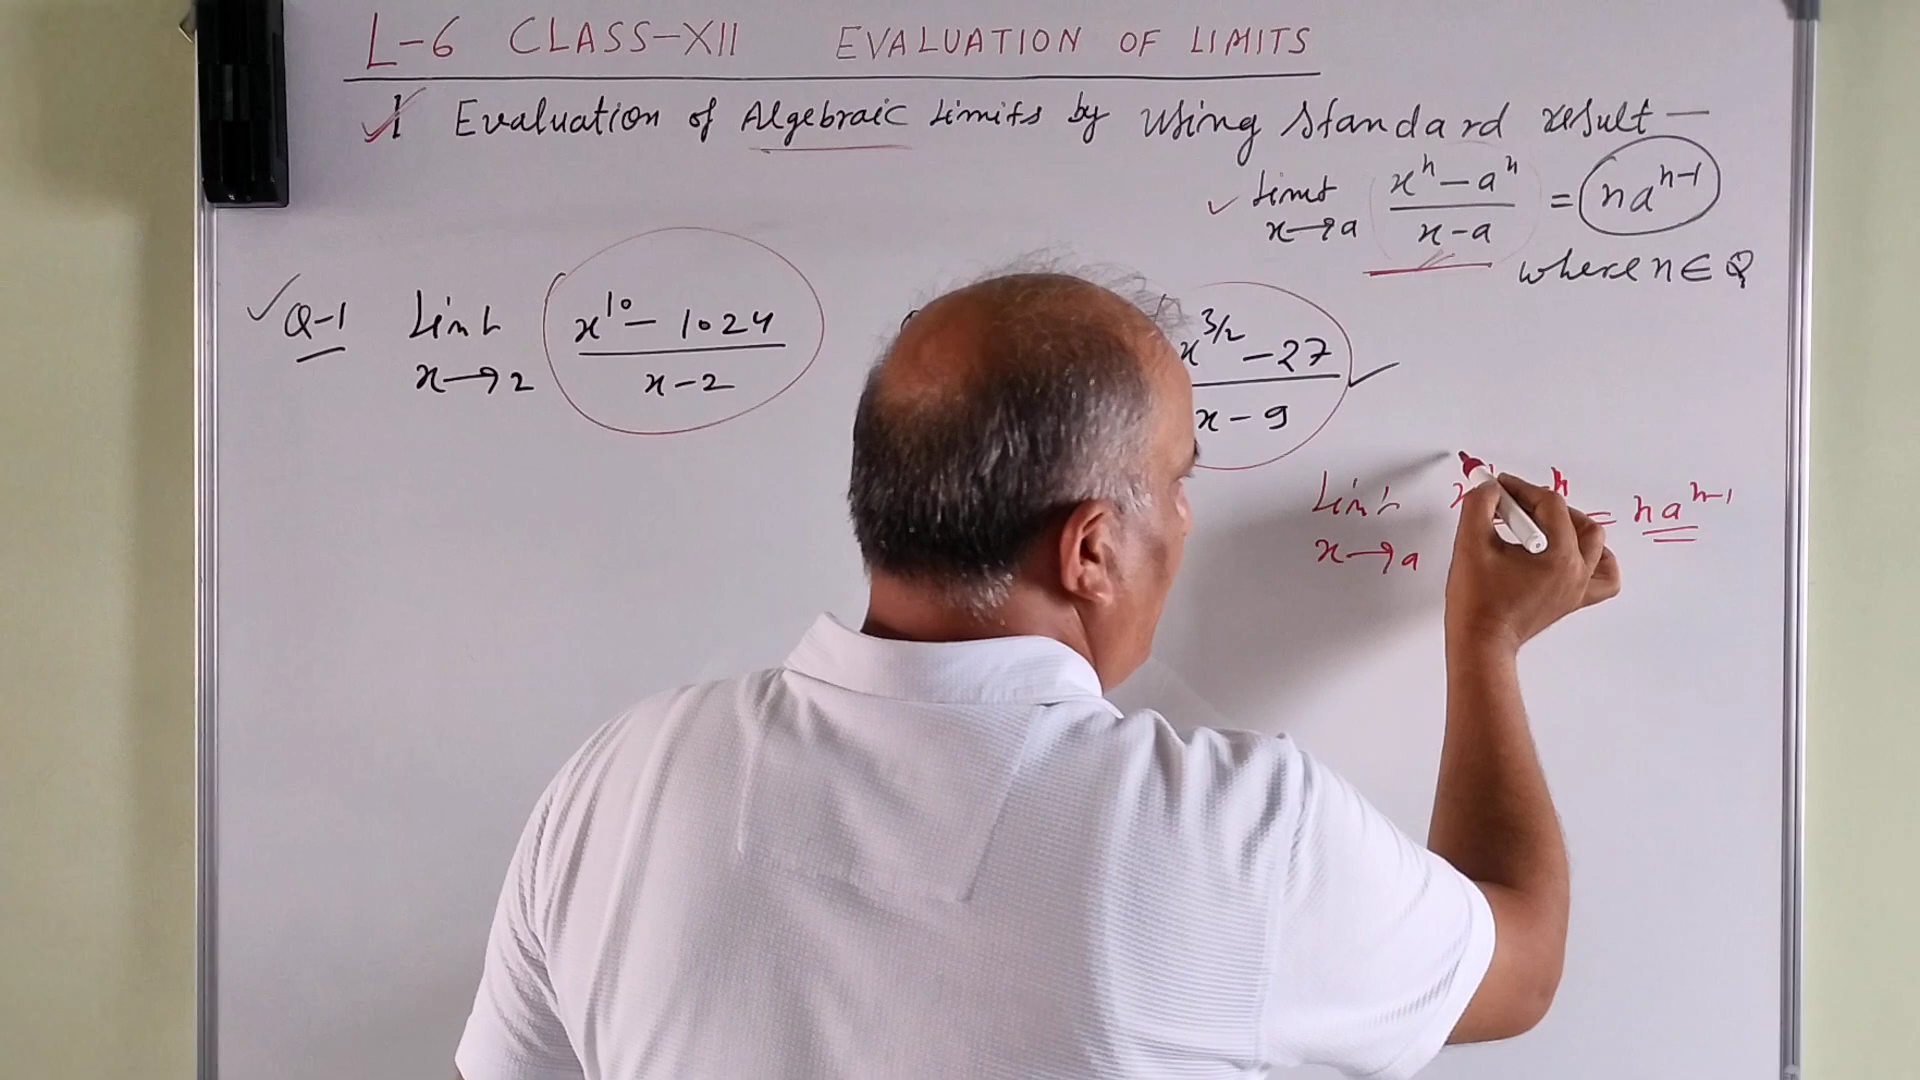 L-6 CLASS-XII EVALUATION OF LIMITS
I Evaluation of Algebraic Limits by using standard result —
Limit x→a (xⁿ - aⁿ)/(x-a) = naⁿ⁻¹
where n ∈ Q
Q-1 Limit x→2 (x¹⁰ - 1024)/(x-2)
x^(3/2) - 27
x - 9
Limit x→a = naⁿ⁻¹